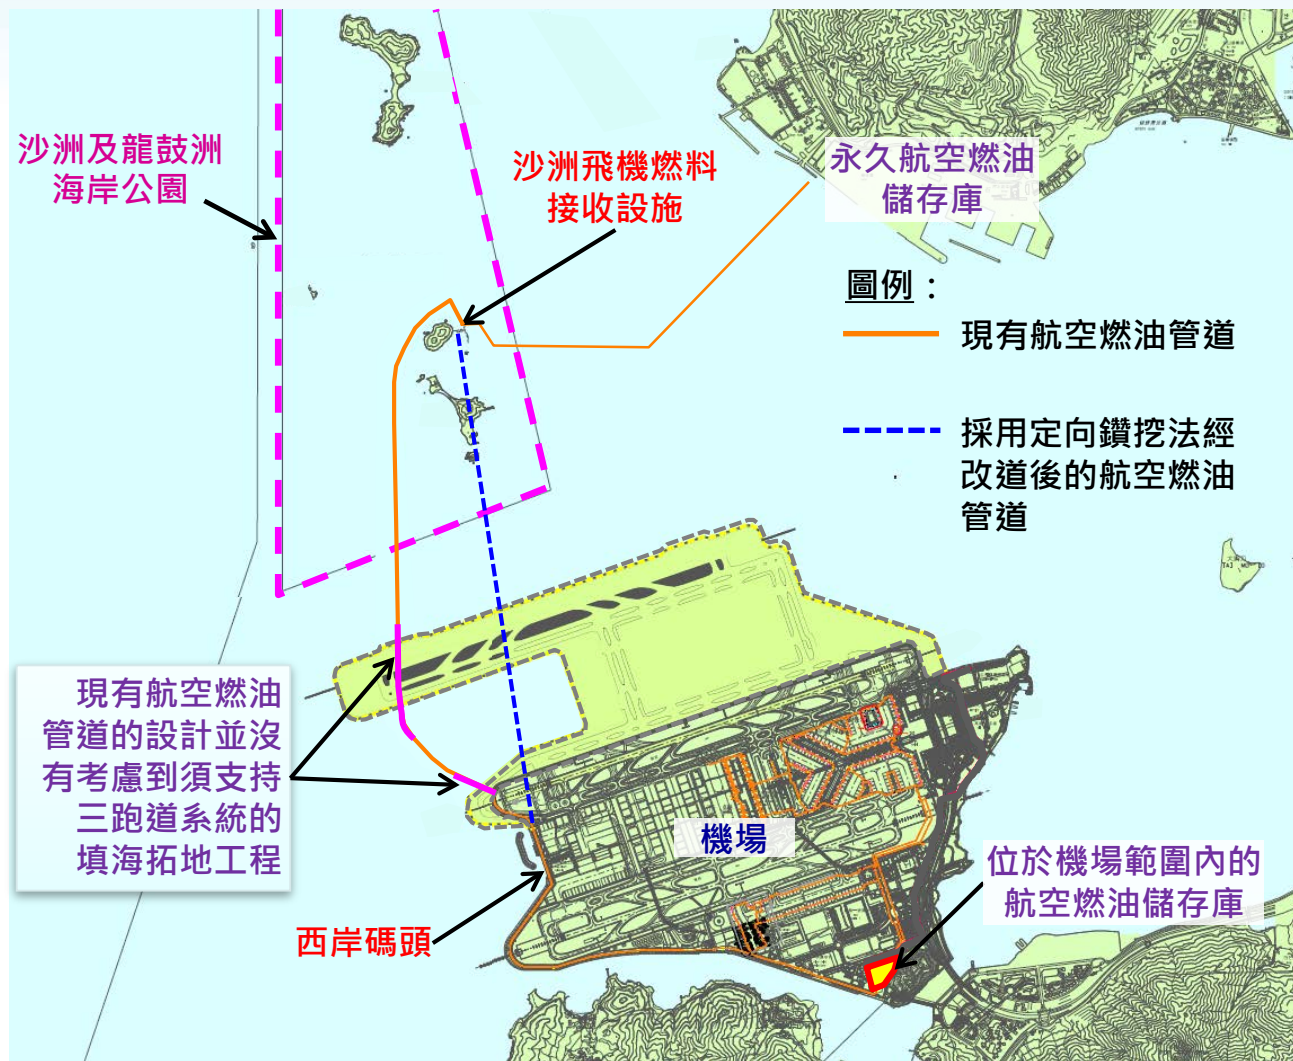 沙洲及龍鼓洲
海岸公園
沙洲飛機燃料
接收設施
永久航空燃油
儲存庫
圖例：
現有航空燃油管道
採用定向鑽挖法經
改道後的航空燃油
管道
現有航空燃油
管道的設計並沒
有考慮到須支持
三跑道系統的
填海拓地工程
機場
位於機場範圍內的
航空燃油儲存庫
西岸碼頭